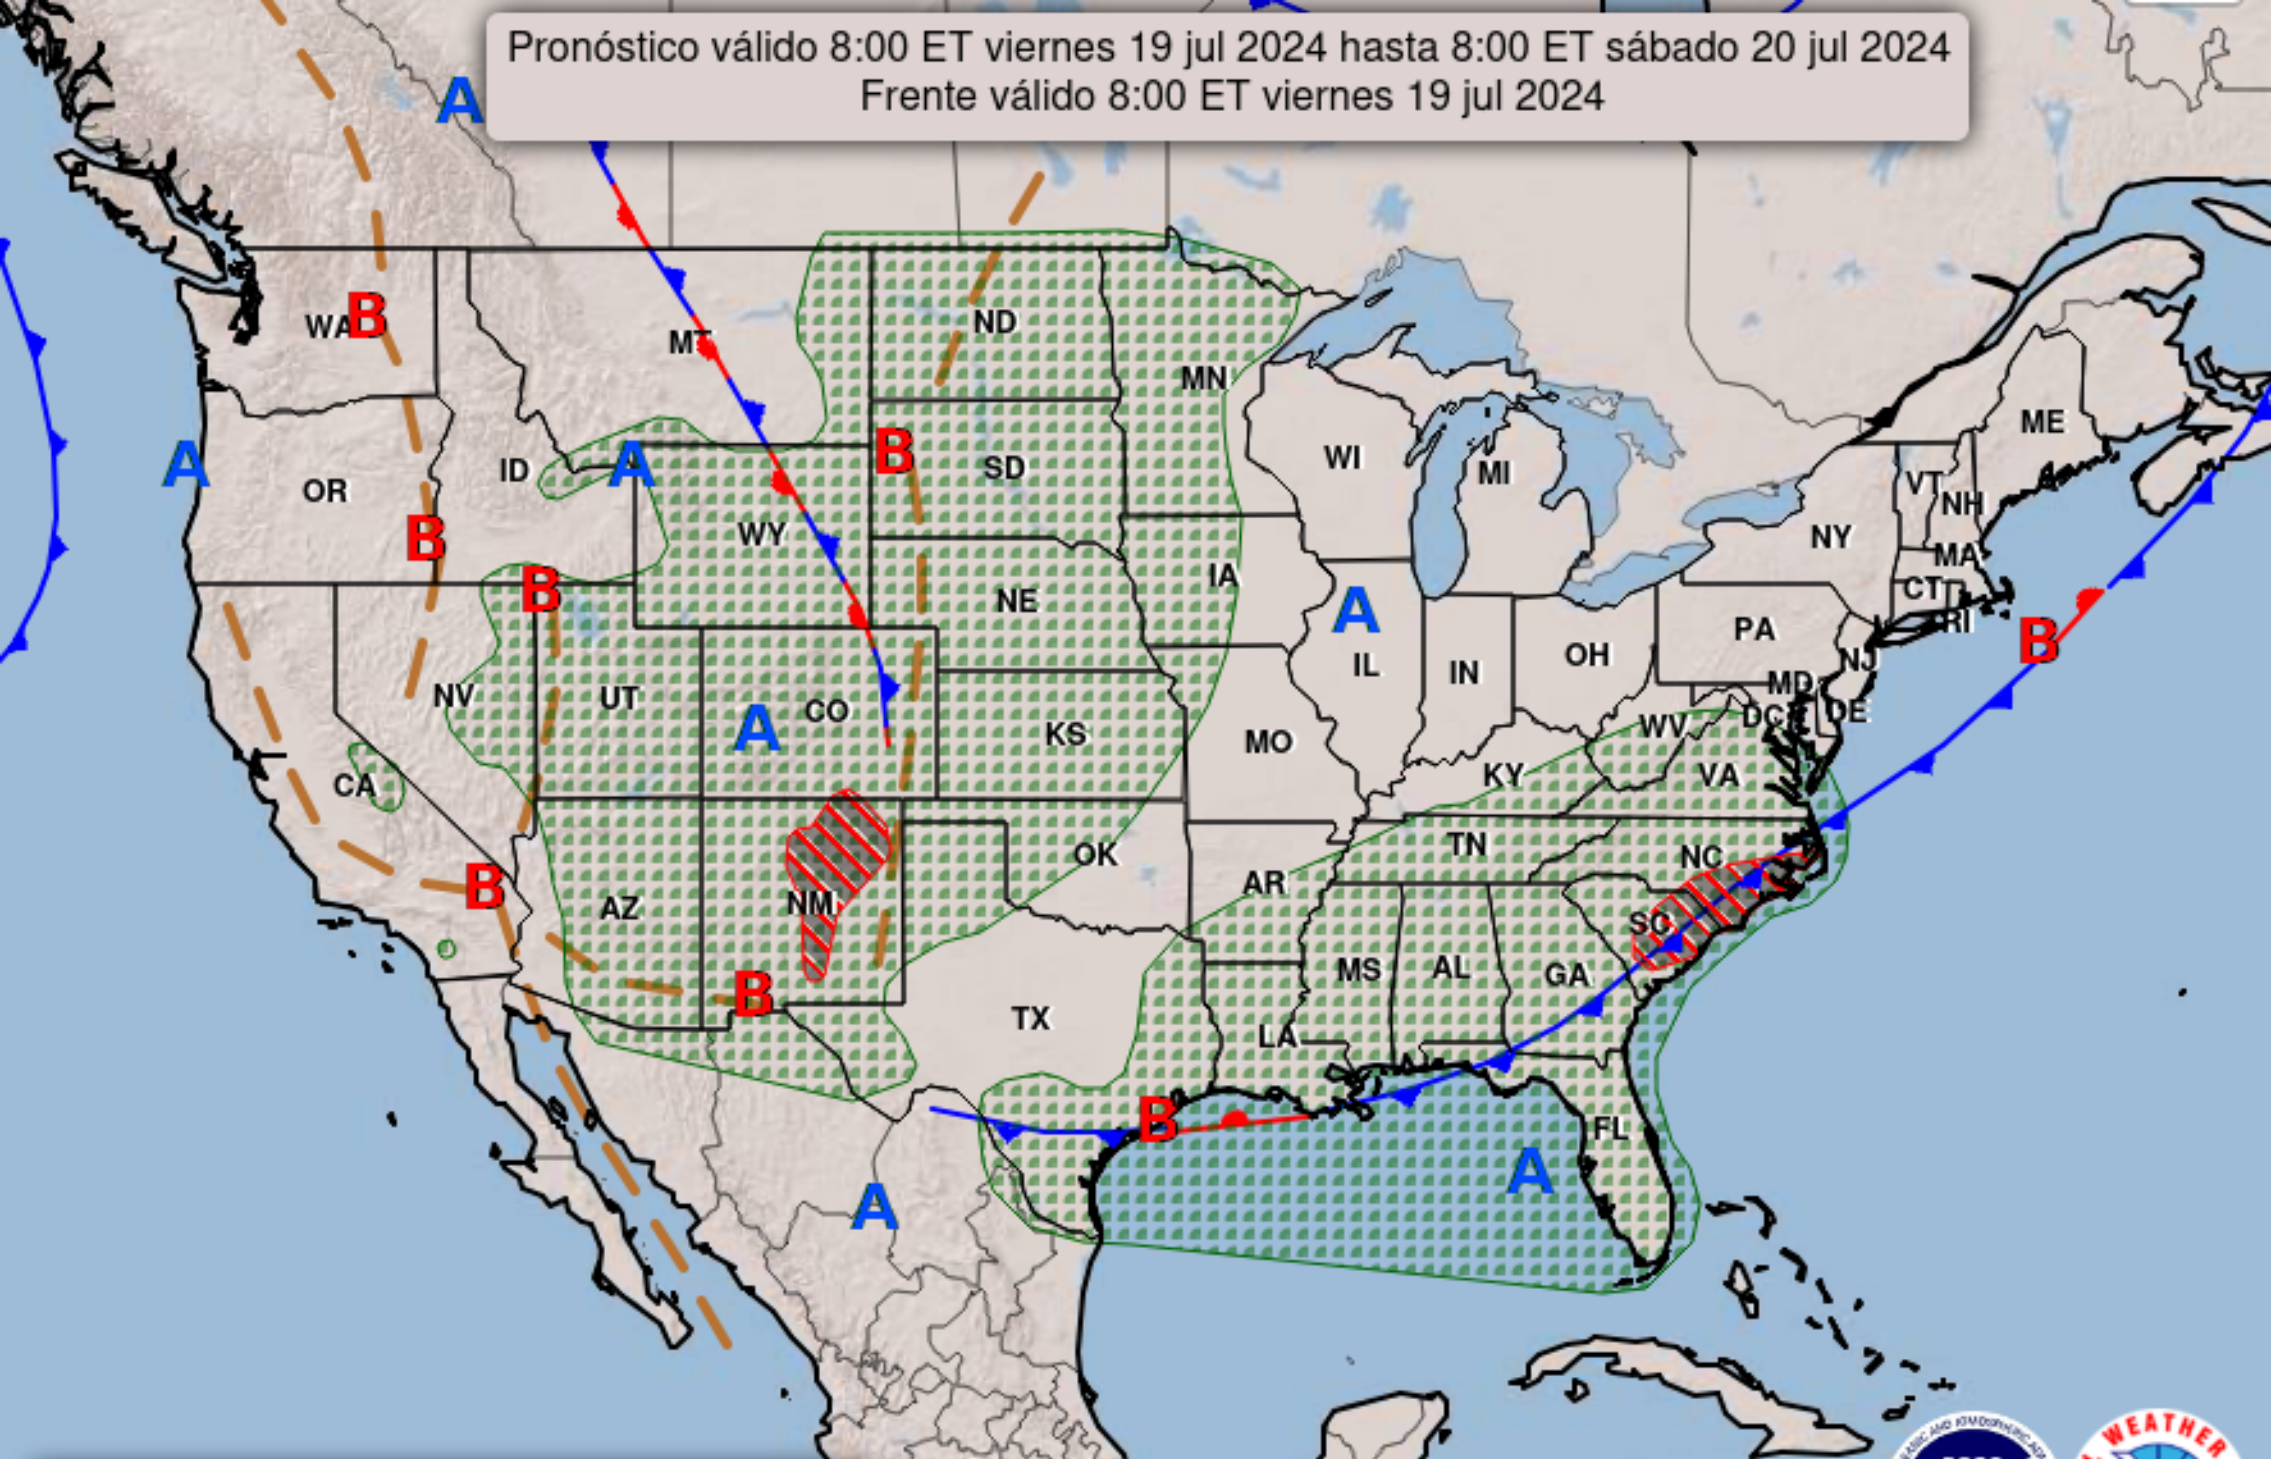 Pronóstico válido 8:00 ET viernes 19 jul 2024 hasta 8:00 ET sábado 20 jul 2024
Frente válido 8:00 ET viernes 19 jul 2024
A
WA
B
MT
ND
MN
ME
A
OR
B
ID
A
WY
B
SD
WI
MI
VT
NH
NY
MA
CT
RI
B
B
NE
IA
A
IL
IN
OH
PA
NJ
MD
DC
DE
NV
UT
A
CO
KS
MO
KY
WV
VA
CA
B
AZ
NM
OK
AR
TN
NC
SC
B
TX
LA
MS
AL
GA
B
A
A
FL
AND ATMOSPHERIC
WEATHER